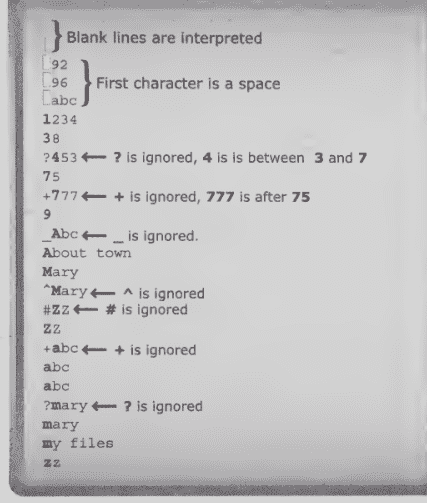 Blank lines are interpreted
92
96
abc
First character is a space
1234
38
?453 ? is ignored, 4 is is between 3 and 7
75
+777 + is ignored, 777 is after 75
9
_Abc _ is ignored.
About town
Mary
^Mary ^ is ignored
#ZZ # is ignored
ZZ
+abc + is ignored
abc
abc
?mary ? is ignored
mary
my files
zz